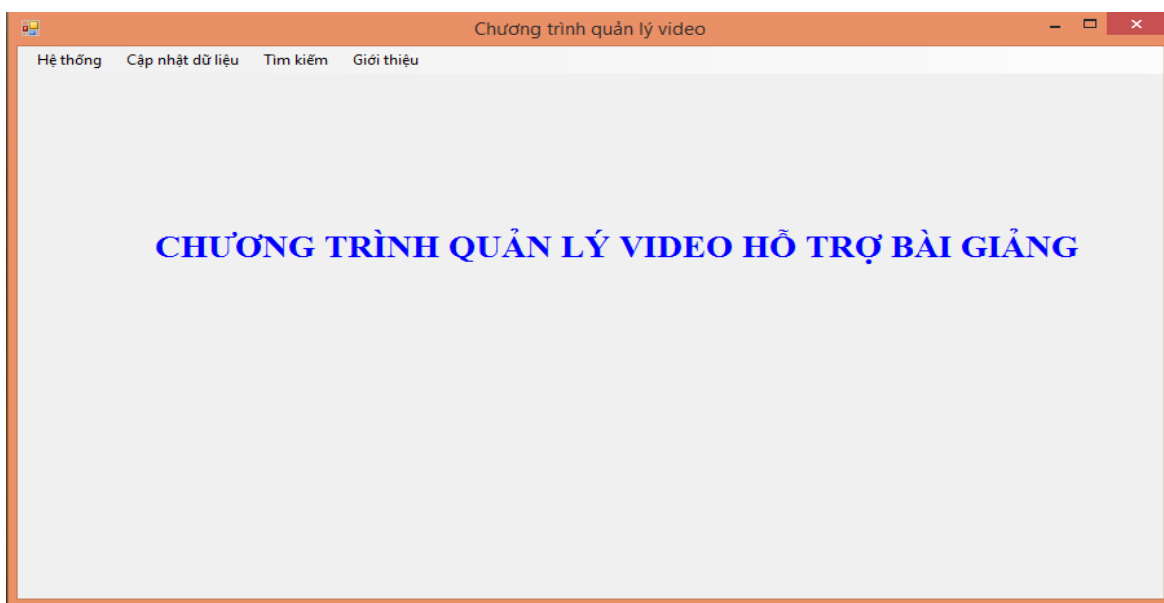 Chương trình quản lý video
Hệ thống Cập nhật dữ liệu Tìm kiếm Giới thiệu
CHƯƠNG TRÌNH QUẢN LÝ VIDEO HỖ TRỢ BÀI GIẢNG